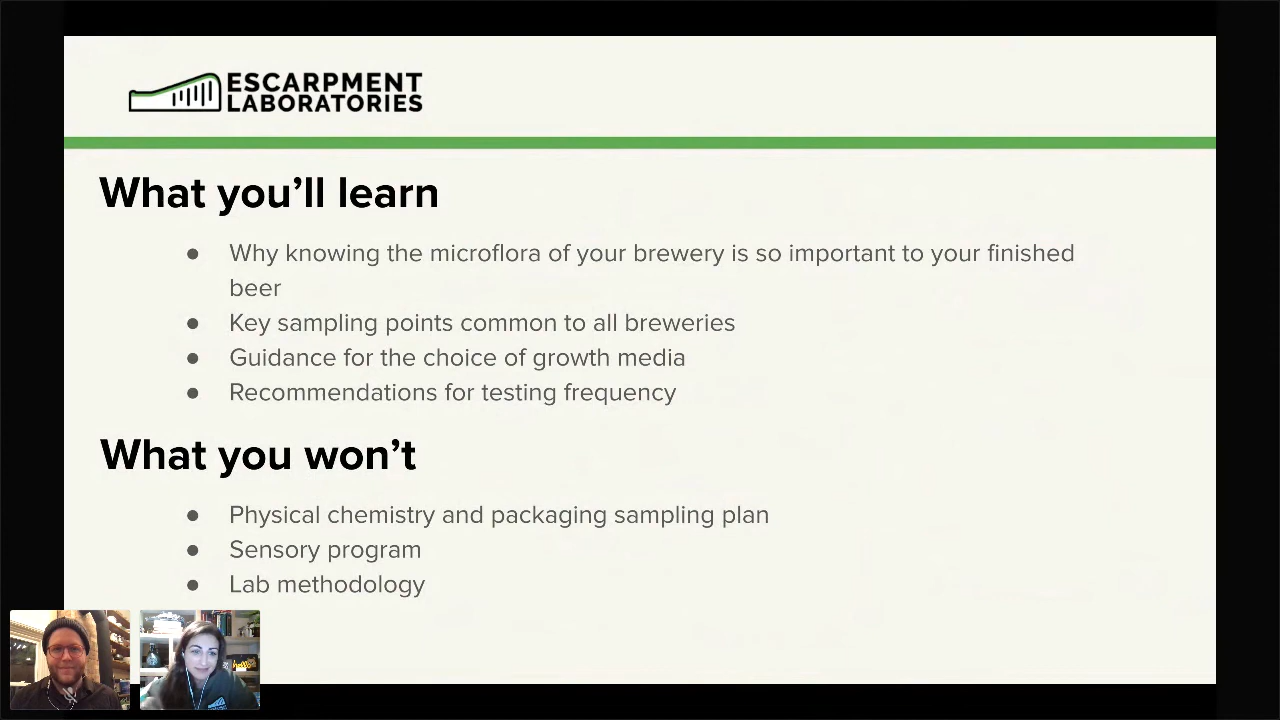 ESCARPMENT
LABORATORIES
What you’ll learn
● Why knowing the microflora of your brewery is so important to your finished
beer
● Key sampling points common to all breweries
● Guidance for the choice of growth media
● Recommendations for testing frequency
What you won’t
● Physical chemistry and packaging sampling plan
● Sensory program
● Lab methodology